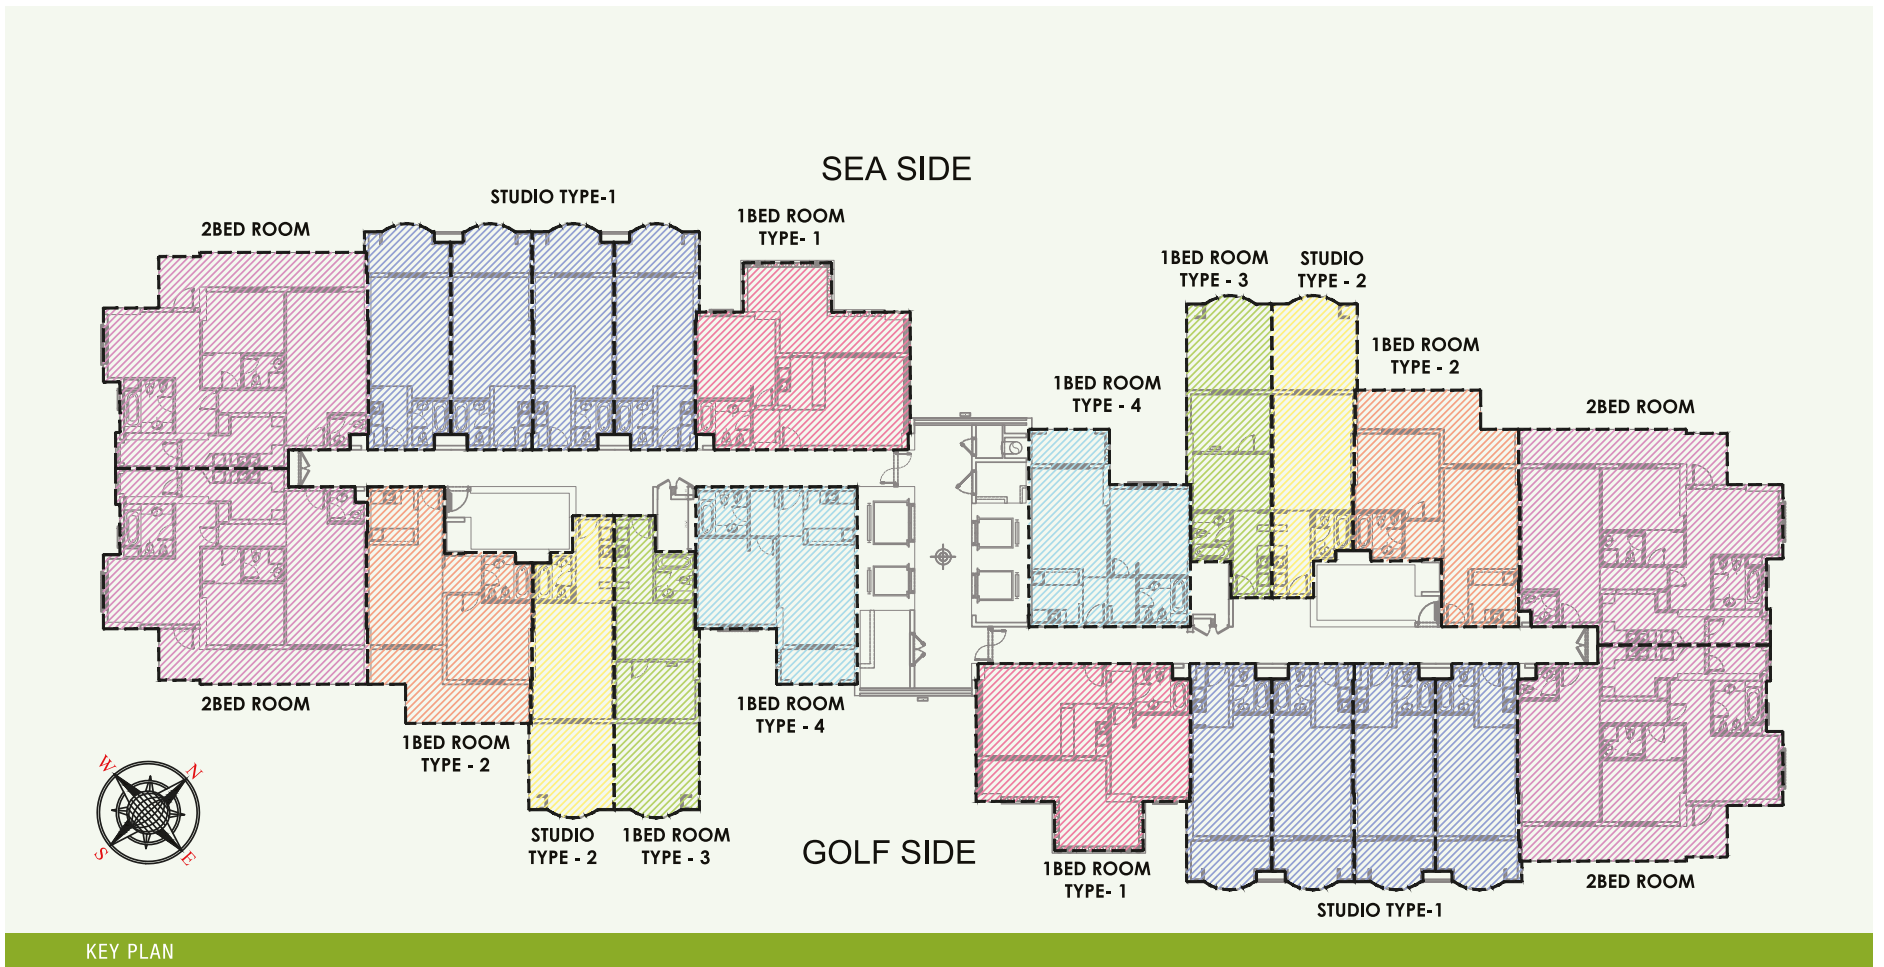 SEA SIDE
STUDIO TYPE-1
2BED ROOM
1BED ROOM
TYPE- 1
1BED ROOM
TYPE - 3
STUDIO
TYPE - 2
1BED ROOM
TYPE - 2
1BED ROOM
TYPE - 4
2BED ROOM
2BED ROOM
1BED ROOM
TYPE - 4
1BED ROOM
TYPE - 2
W
N
S
E
STUDIO
TYPE - 2
1BED ROOM
TYPE - 3
GOLF SIDE
1BED ROOM
TYPE- 1
2BED ROOM
STUDIO TYPE-1
KEY PLAN